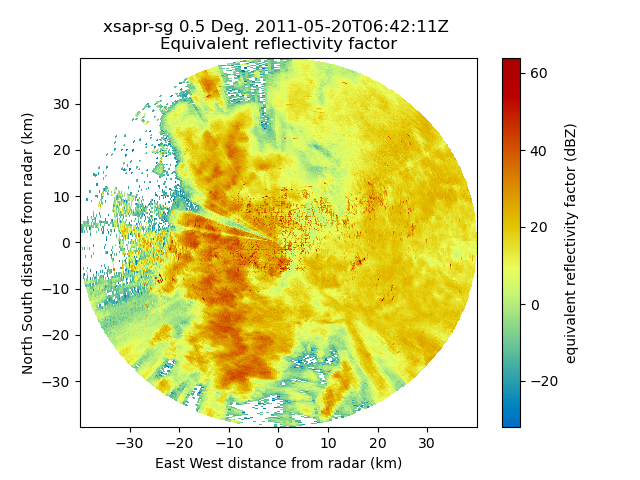 xsapr-sg 0.5 Deg. 2011-05-20T06:42:11Z
Equivalent reflectivity factor
30
20
10
0
−10
−20
−30
North South distance from radar (km)
−30 −20 −10 0 10 20 30
East West distance from radar (km)
60
40
20
0
−20
equivalent reflectivity factor (dBZ)